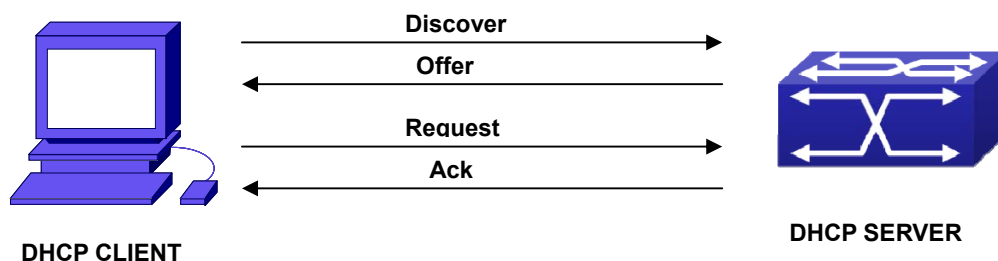 Discover
Offer
Request
Ack
DHCP CLIENT
DHCP SERVER